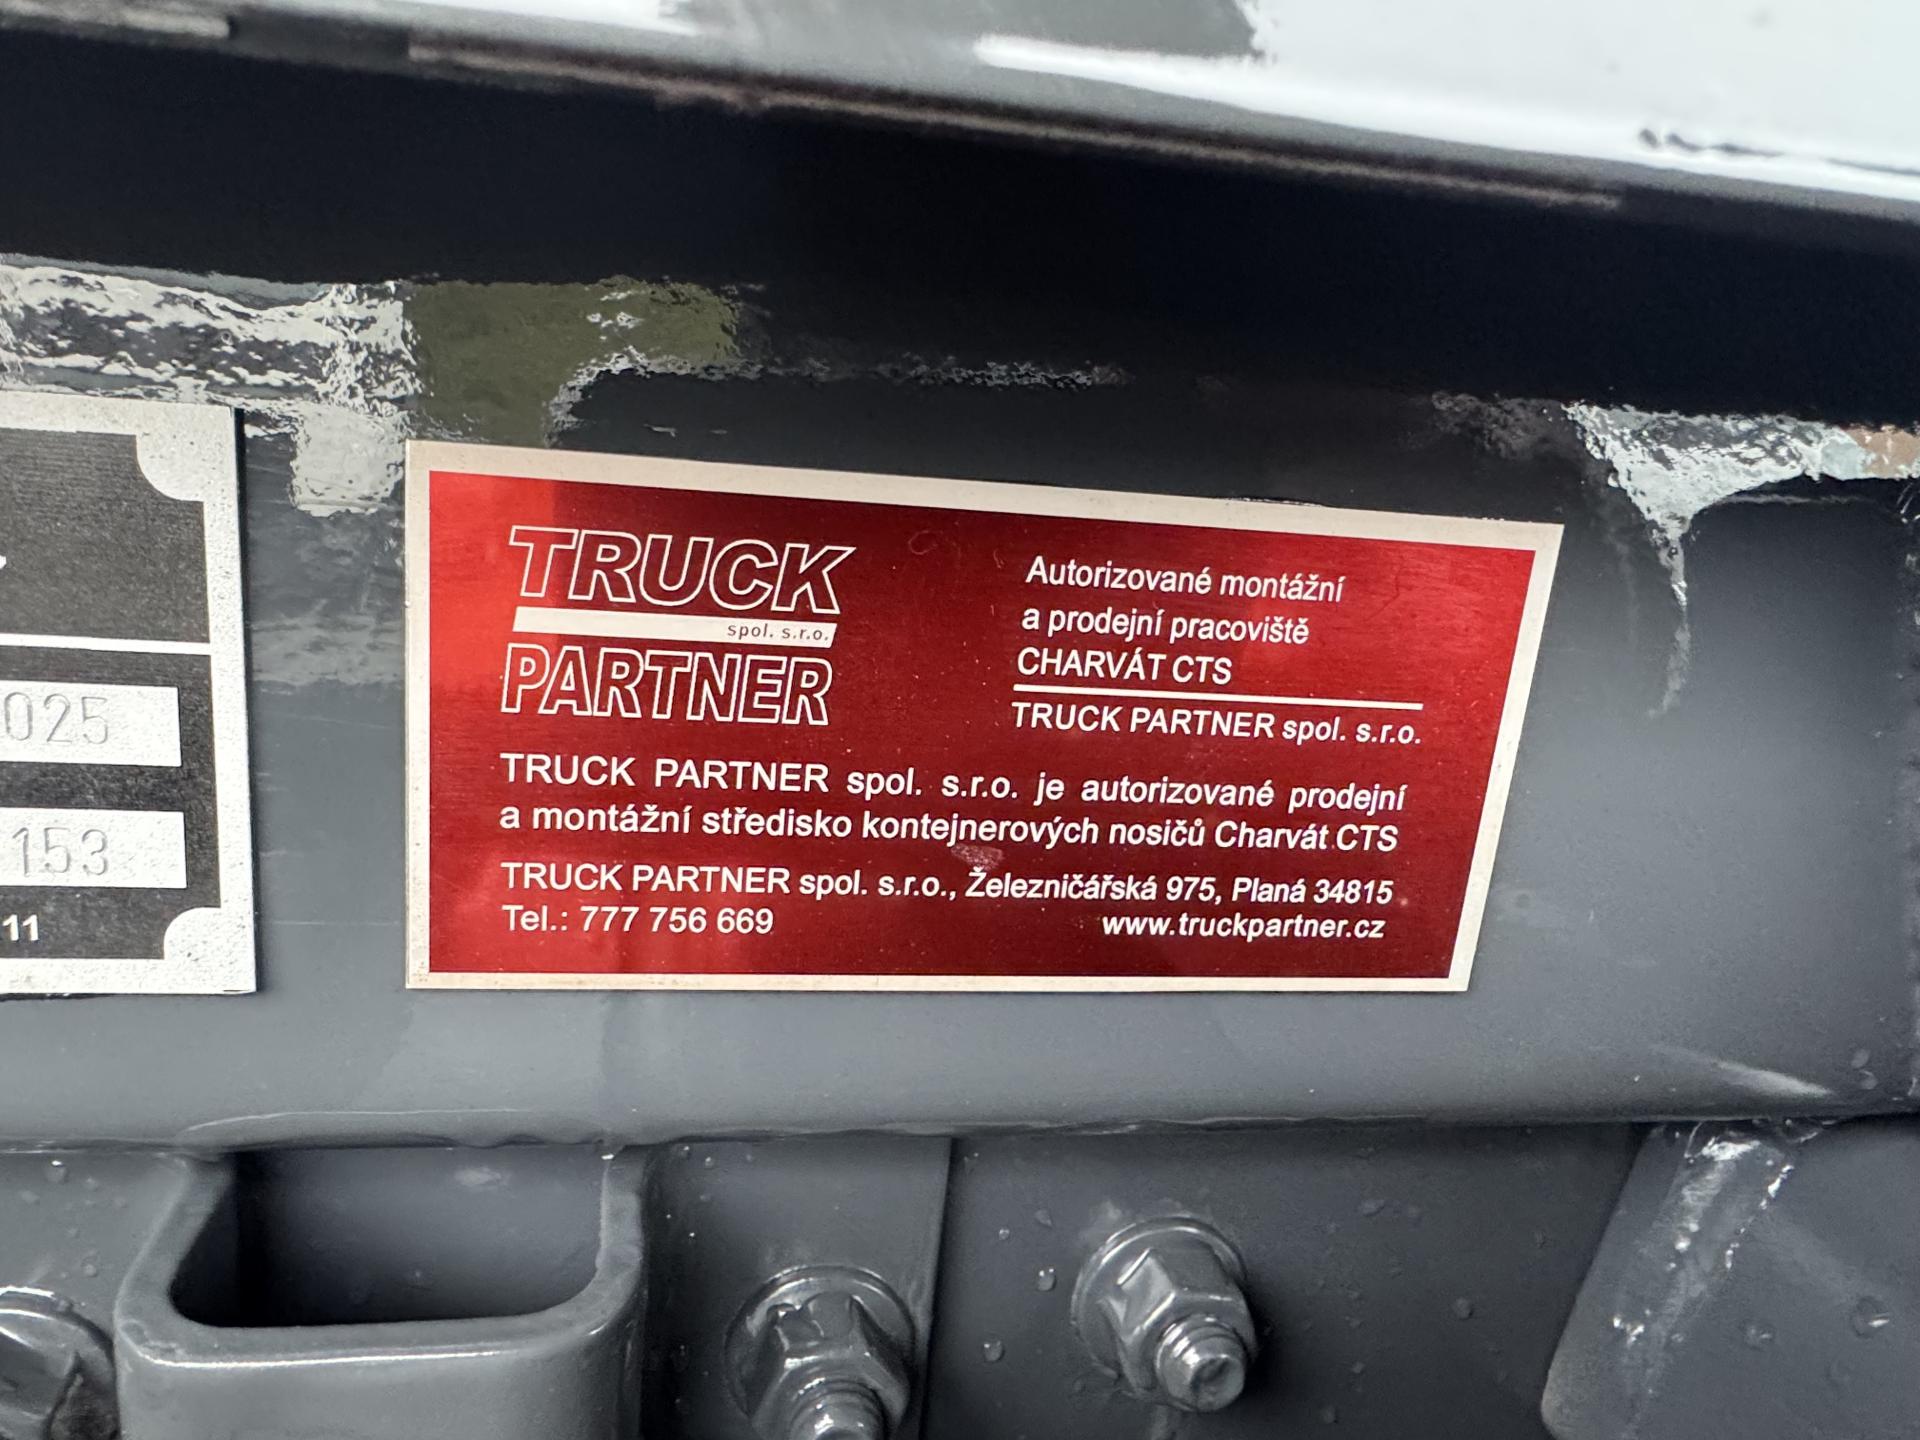 TRUCK
spol. s.r.o.
PARTNER
Autorizované montážní
a prodejní pracoviště
CHARVÁT CTS
TRUCK PARTNER spol. s.r.o.
TRUCK PARTNER spol. s.r.o. je autorizované prodejní
a montážní středisko kontejnerových nosičů Charvát CTS
TRUCK PARTNER spol. s.r.o., Železničářská 975, Planá 34815
Tel.: 777 756 669 www.truckpartner.cz
025
153
11